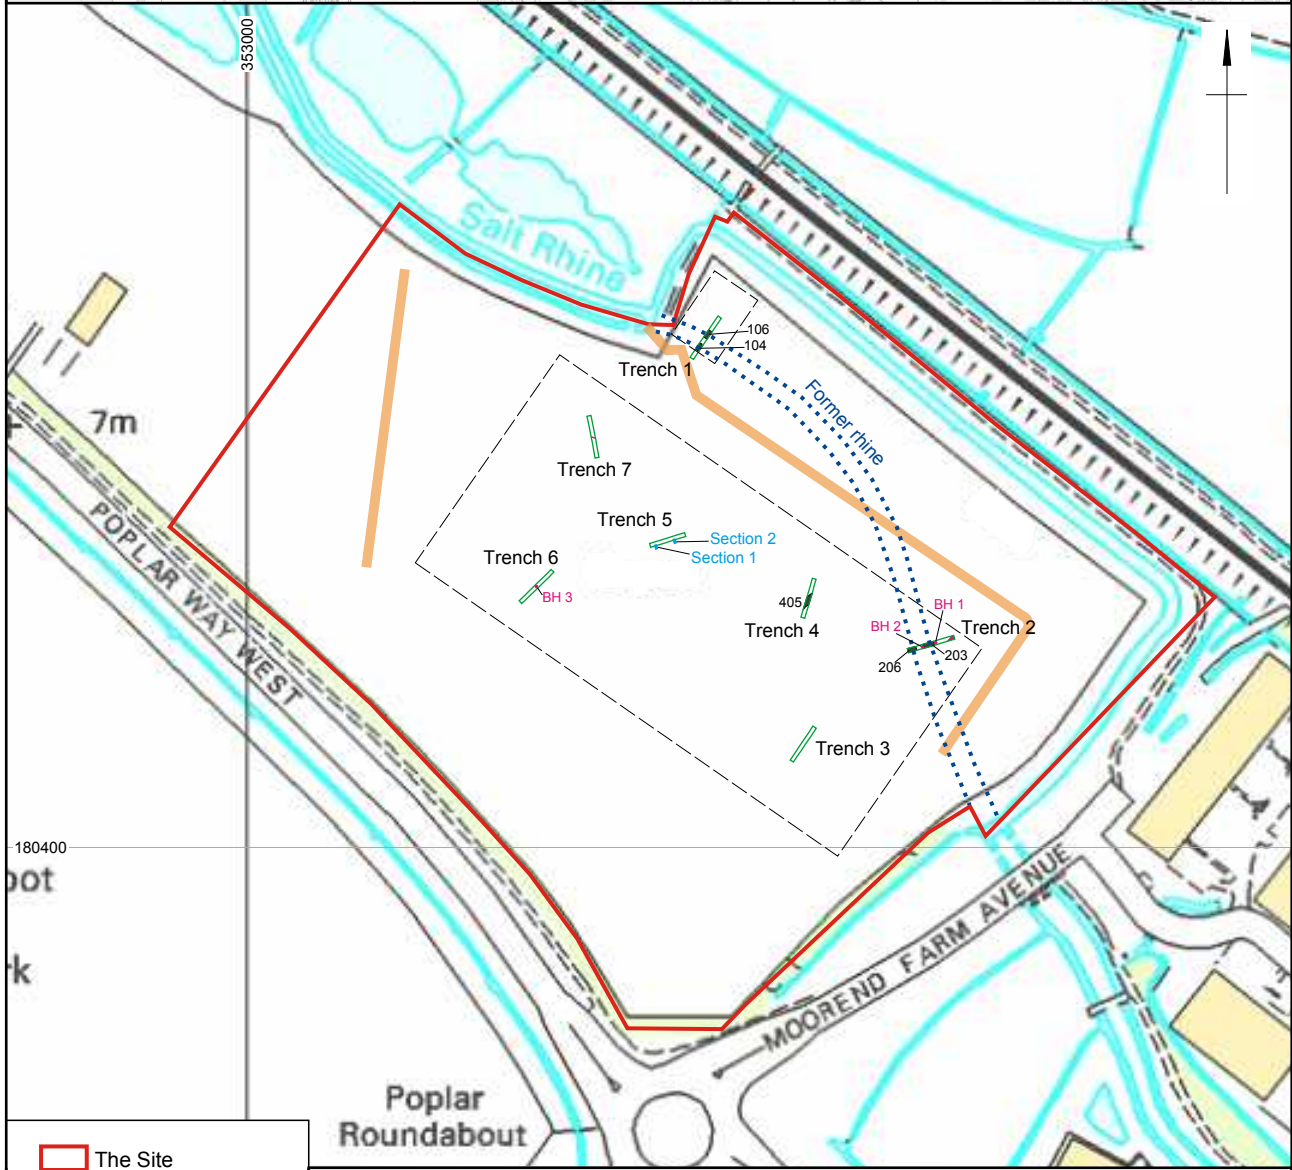 353000
Salt Rhine
106
104
Trench 1
Former rhine
7m
Trench 7
Trench 5
Section 2
Section 1
Trench 6
BH 3
405
Trench 4
BH 1
BH 2
Trench 2
203
206
POPLAR WAY WEST
Trench 3
180400
oot
rk
MOOREND FARM AVENUE
Poplar
Roundabout
The Site